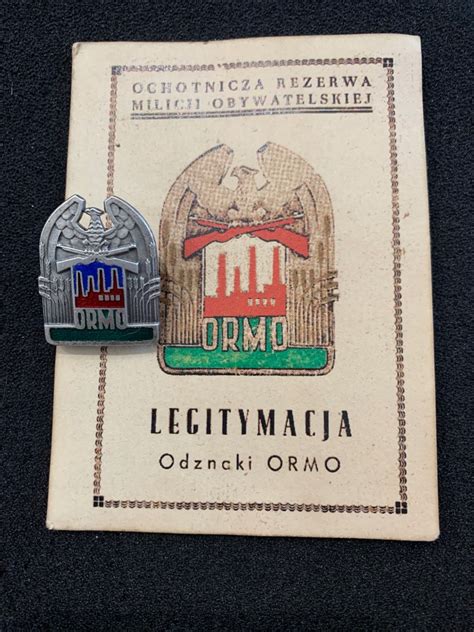 OCHOTNICZA REZERWA
MILICJI OBYWATELSKIEJ
ORMO
ORMO
LEGITYMACJA
Odznaki ORMO